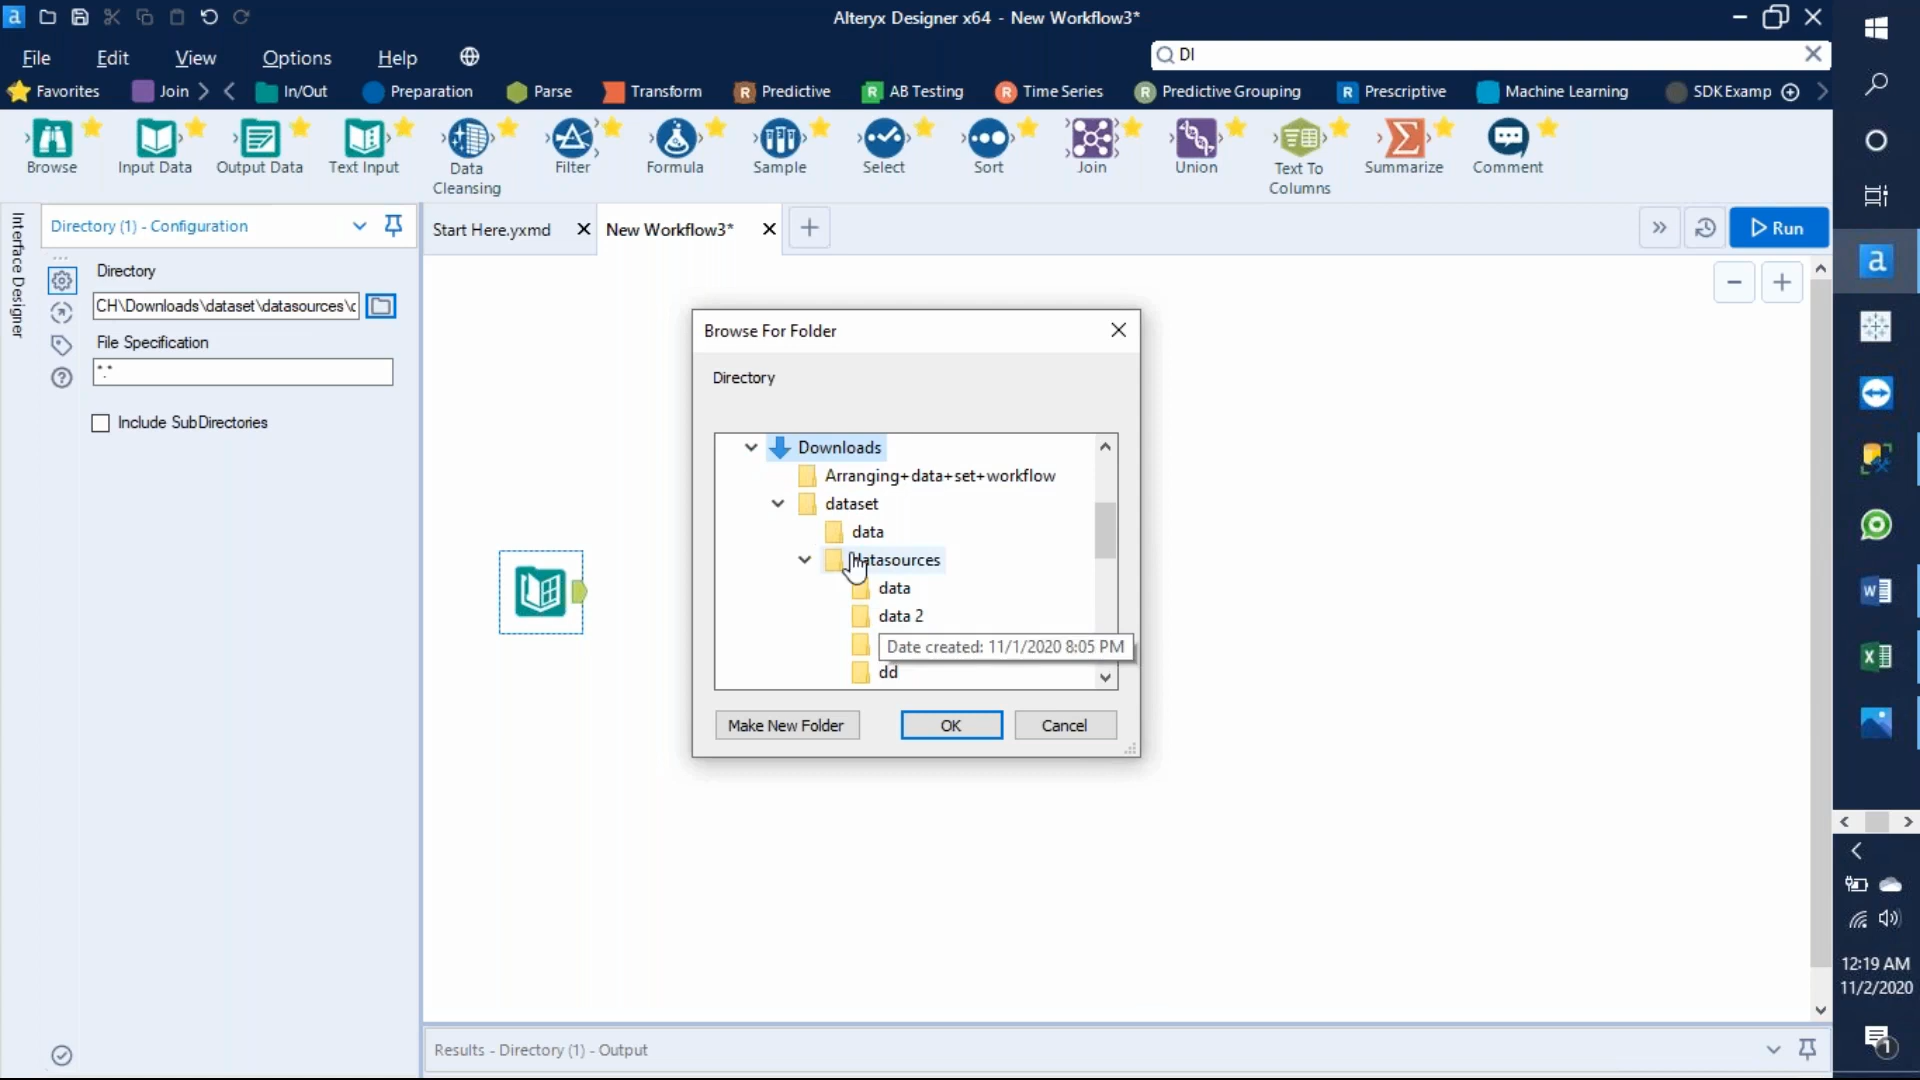 Alteryx Designer x64 - New Workflow3*
File Edit View Options Help
DI
Favorites Join In/Out Preparation Parse Transform Predictive AB Testing Time Series Predictive Grouping Prescriptive Machine Learning SDK Examp
Browse Input Data Output Data Text Input Data Cleansing Filter Formula Sample Select Sort Join Union Text To Columns Summarize Comment
Interface Designer
Directory (1) - Configuration
Start Here.yxmd New Workflow3* Run
Directory
CH\Downloads\dataset\datasources\c
File Specification
*.*
Include SubDirectories
Browse For Folder
Directory
Downloads
Arranging+data+set+workflow
dataset
data
data
data 2
Date created: 11/1/2020 8:05 PM
dd
Make New Folder OK Cancel
Results - Directory (1) - Output
12:19 AM
11/2/2020
1